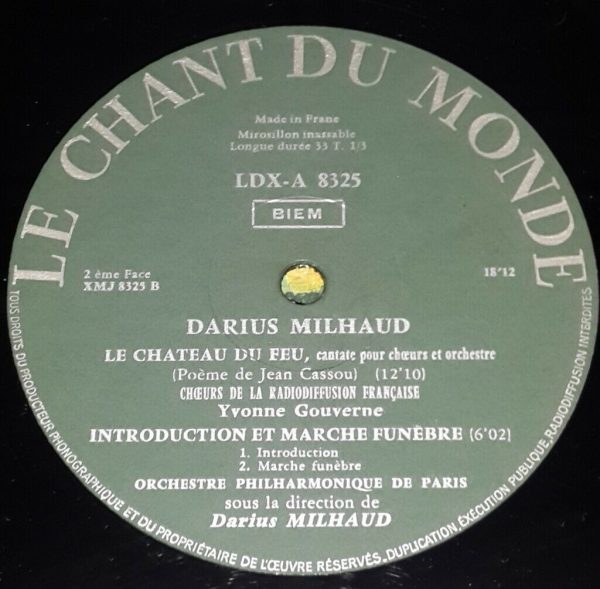 LE CHANT DU MONDE
Made in Frane
Mirosillon inassable
Longue durée 33 T. 1/3
LDX-A 8325
BIEM
2 ème Face
XMJ 8325 B
18'12
DARIUS MILHAUD
LE CHATEAU DU FEU, cantate pour chœurs et orchestre
(Poème de Jean Cassou) (12'10)
CHŒURS DE LA RADIODIFFUSION FRANÇAISE
Yvonne Gouverne
INTRODUCTION ET MARCHE FUNÈBRE (6'02)
1. Introduction
2. Marche funèbre
ORCHESTRE PHILHARMONIQUE DE PARIS
sous la direction de
Darius MILHAUD
TOUS DROITS DU PRODUCTEUR PHONOGRAPHIQUE ET DU PROPRIÉTAIRE DE L'ŒUVRE RÉSERVÉS. DUPLICATION, EXÉCUTION PUBLIQUE, RADIODIFFUSION INTERDITES